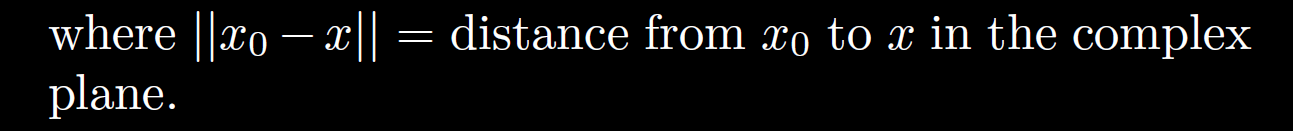 where ||x₀ − x|| = distance from x₀ to x in the complex
plane.